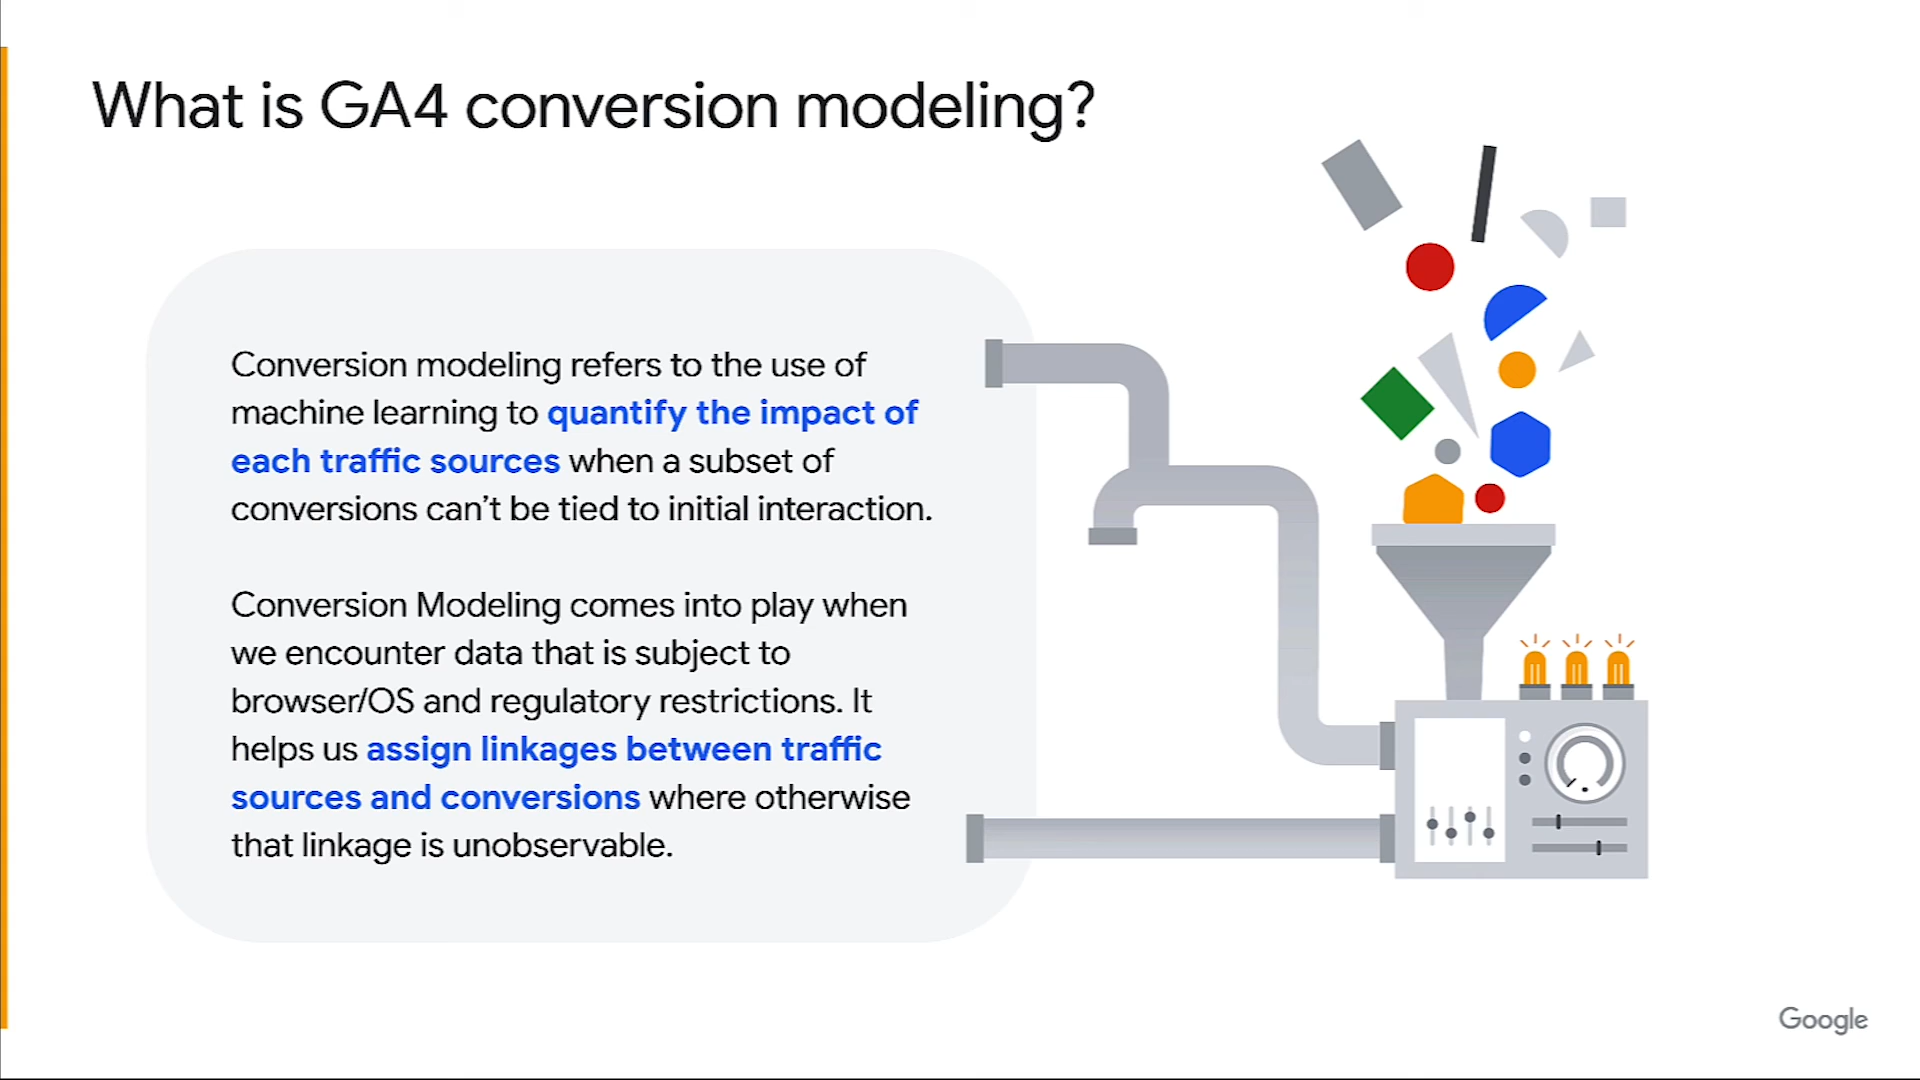 What is GA4 conversion modeling?
Conversion modeling refers to the use of
machine learning to quantify the impact of
each traffic sources when a subset of
conversions can’t be tied to initial interaction.
Conversion Modeling comes into play when
we encounter data that is subject to
browser/OS and regulatory restrictions. It
helps us assign linkages between traffic
sources and conversions where otherwise
that linkage is unobservable.
Google